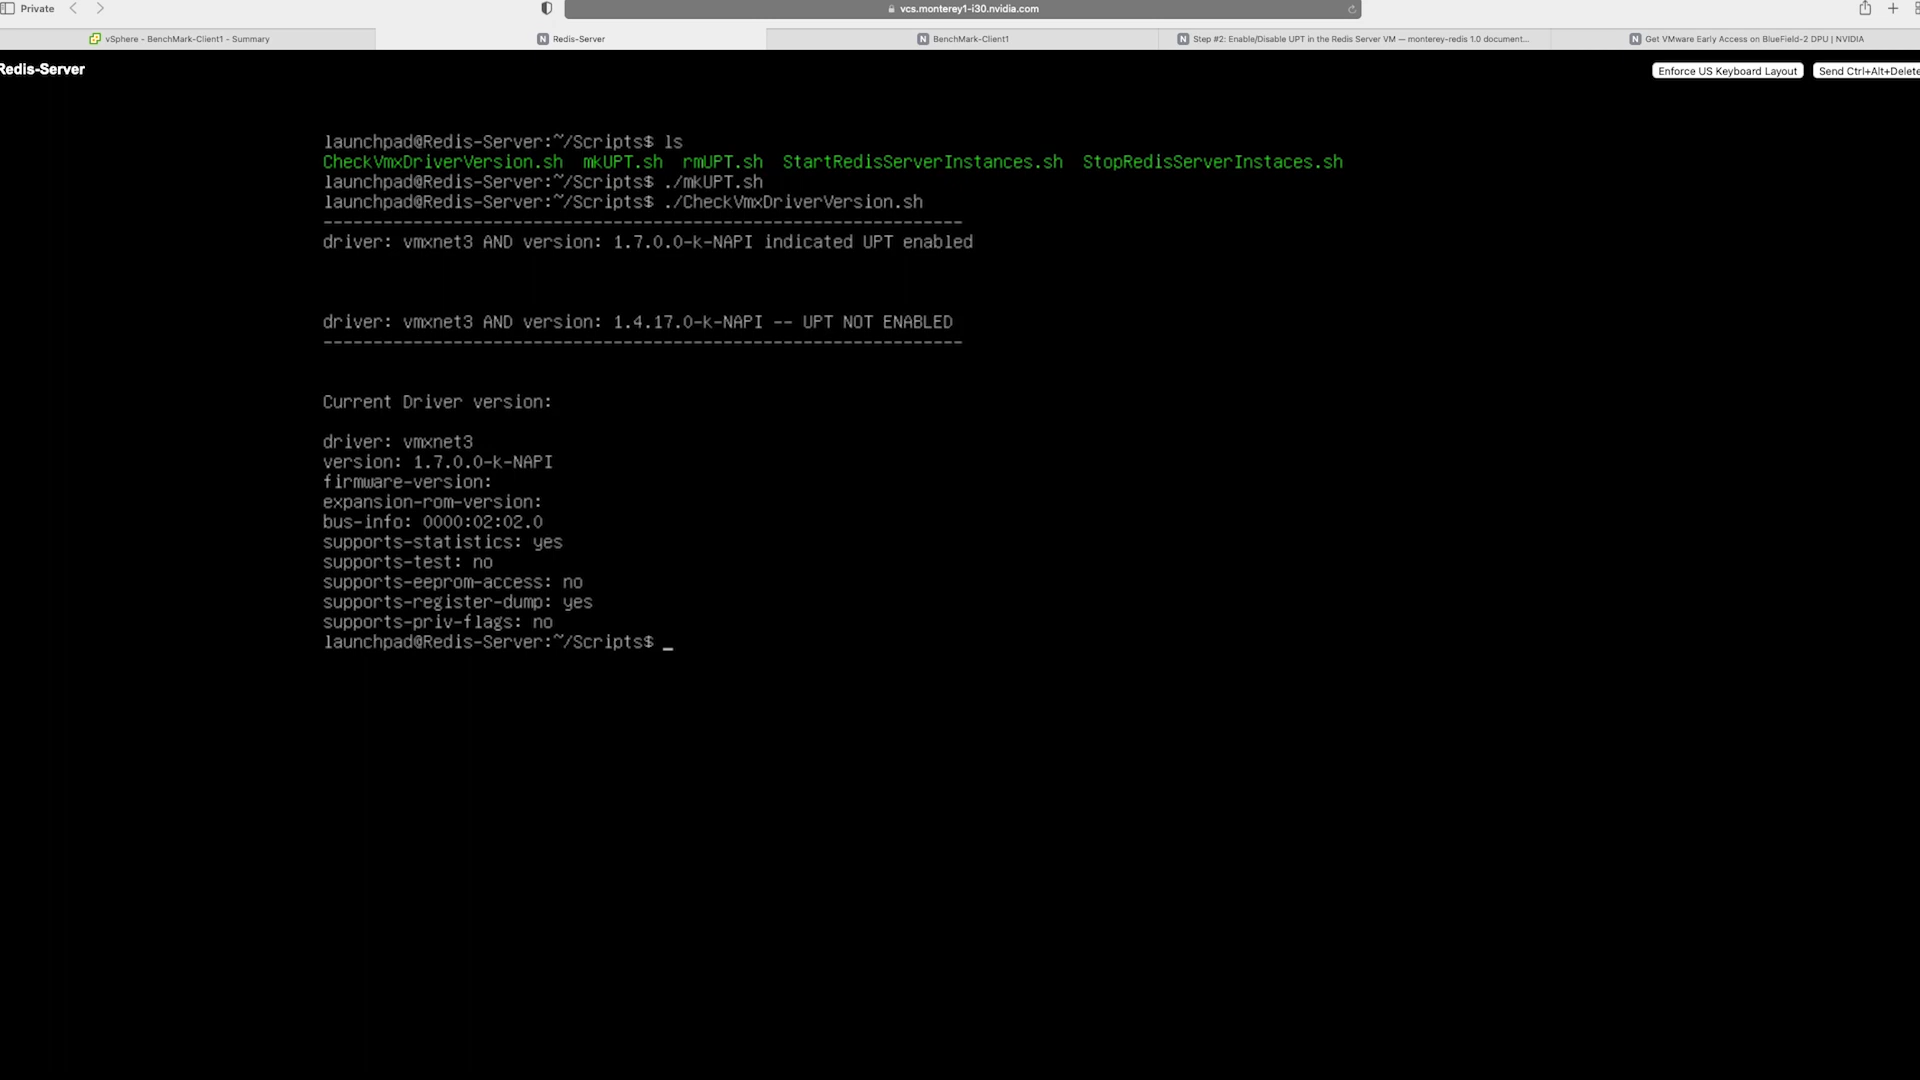 Private
vcs.monterey1-i30.nvidia.com
vSphere - BenchMark-Client1 - Summary
Redis-Server
BenchMark-Client1
Step #2: Enable/Disable UPT in the Redis Server VM — monterey-redis 1.0 document...
Get VMware Early Access on BlueField-2 DPU | NVIDIA
Redis-Server
Enforce US Keyboard Layout
Send Ctrl+Alt+Delete
launchpad@Redis-Server:~/Scripts$ ls
CheckVmxDriverVersion.sh mkUPT.sh rmUPT.sh StartRedisServerInstances.sh StopRedisServerInstaces.sh
launchpad@Redis-Server:~/Scripts$ ./mkUPT.sh
launchpad@Redis-Server:~/Scripts$ ./CheckVmxDriverVersion.sh
----------------------------------------------------------------
driver: vmxnet3 AND version: 1.7.0.0-k-NAPI indicated UPT enabled
driver: vmxnet3 AND version: 1.4.17.0-k-NAPI -- UPT NOT ENABLED
----------------------------------------------------------------
Current Driver version:
driver: vmxnet3
version: 1.7.0.0-k-NAPI
firmware-version:
expansion-rom-version:
bus-info: 0000:02:02.0
supports-statistics: yes
supports-test: no
supports-eeprom-access: no
supports-register-dump: yes
supports-priv-flags: no
launchpad@Redis-Server:~/Scripts$ _